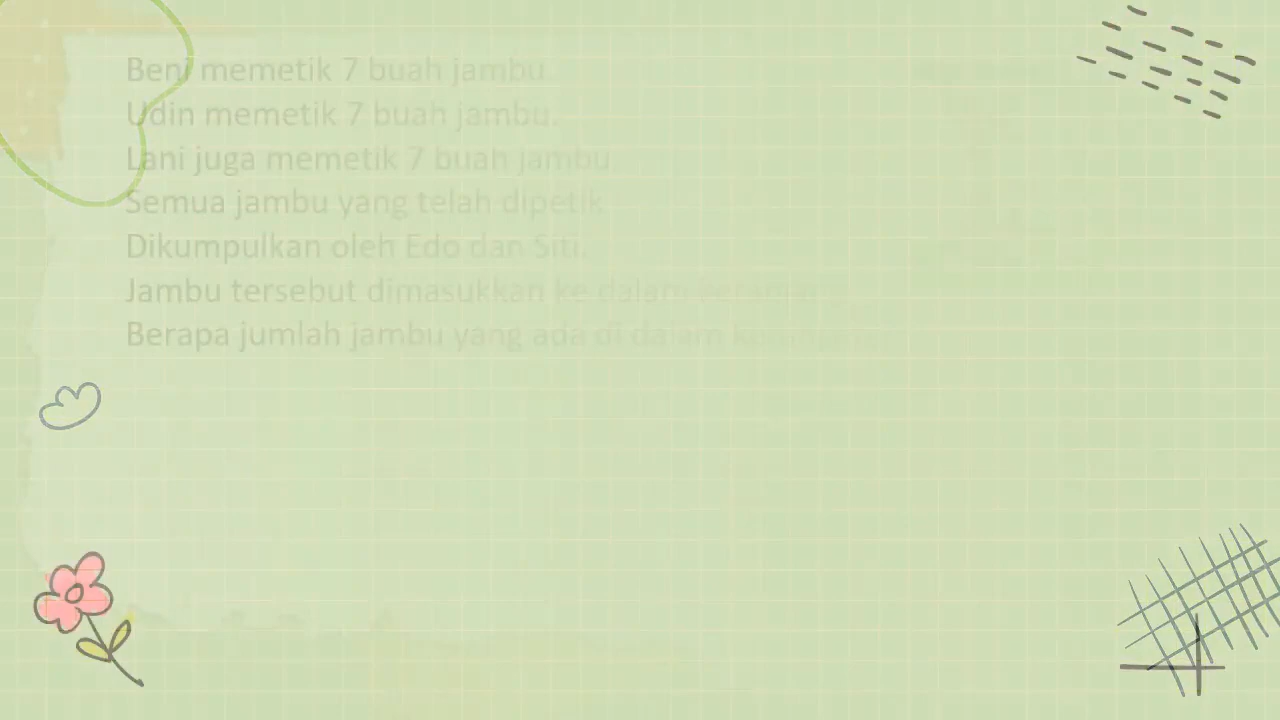 Beni memetik 7 buah jambu.
Udin memetik 7 buah jambu.
Lani juga memetik 7 buah jambu.
Semua jambu yang telah dipetik
Dikumpulkan oleh Edo dan Siti.
Jambu tersebut dimasukkan ke dalam keranjang
Berapa jumlah jambu yang ada di dalam keranjang